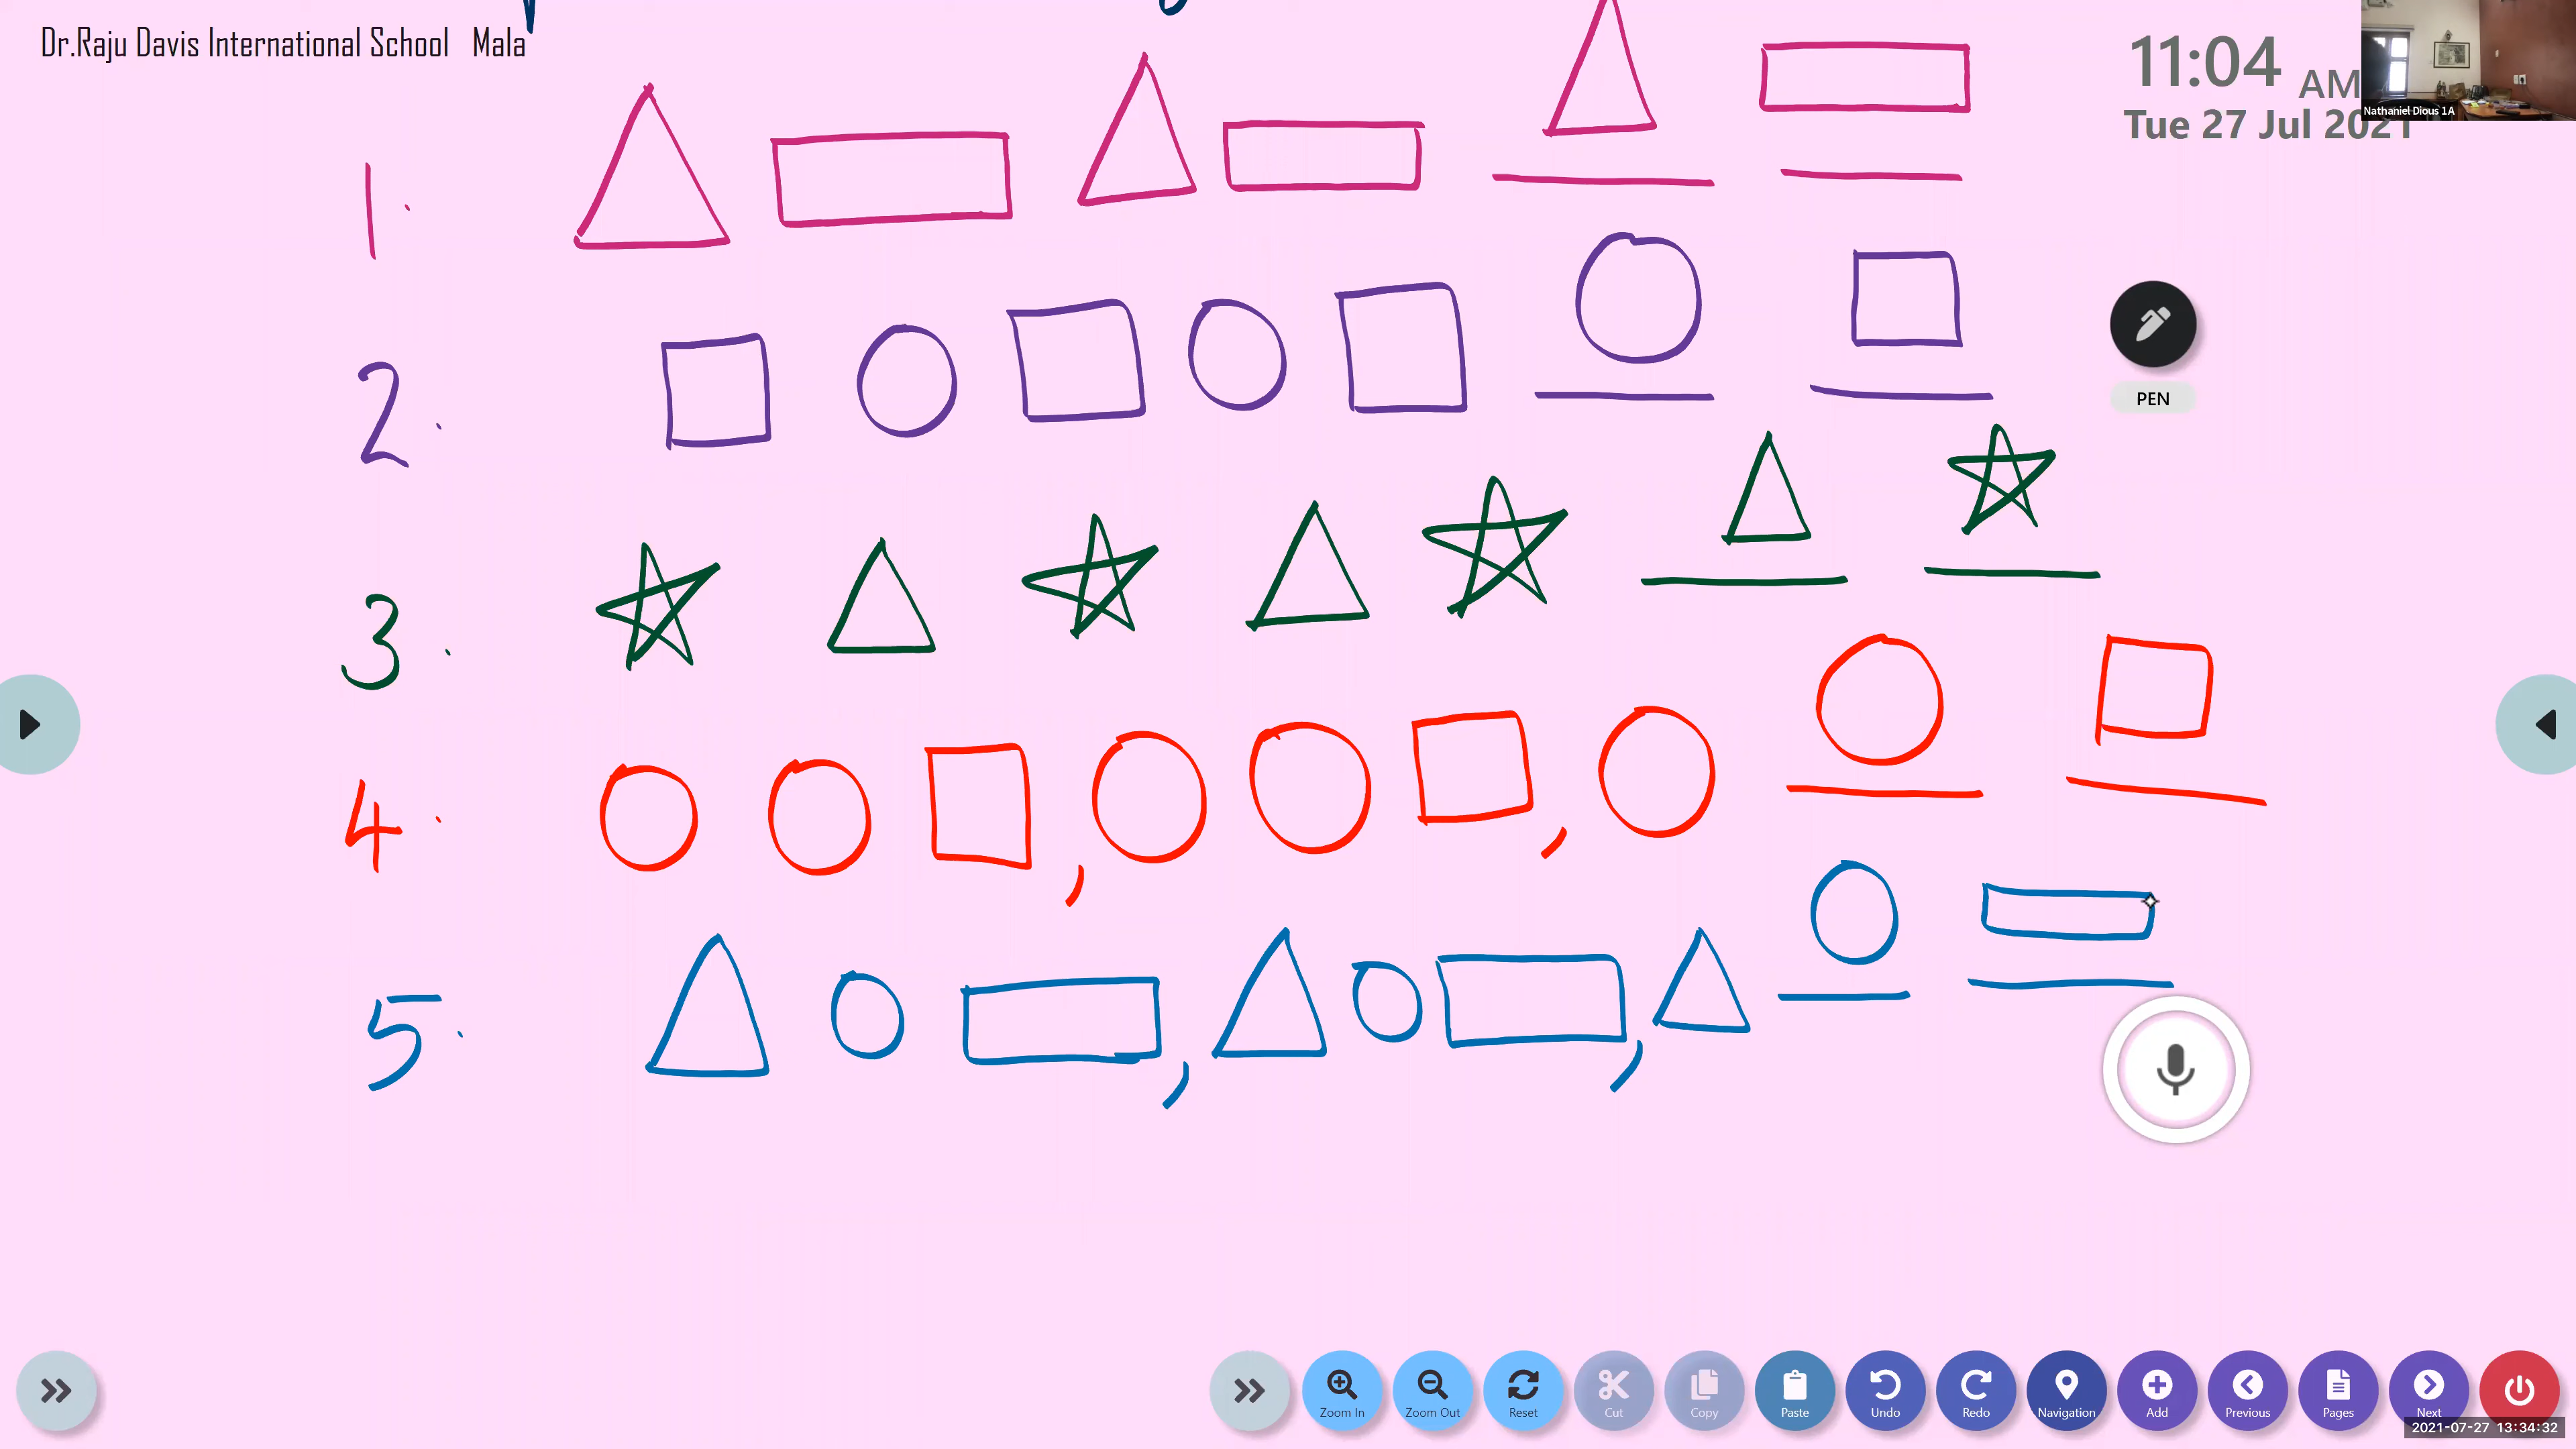 Dr.Raju Davis International School Mala
11:04 AM
Tue 27 Jul 2021
Nathaniel Dious 1A
1.
2.
PEN
3.
4.
5.
Zoom In
Zoom Out
Reset
Cut
Copy
Paste
Undo
Redo
Navigation
Add
Previous
Pages
Next
2021-07-27 13:34:32